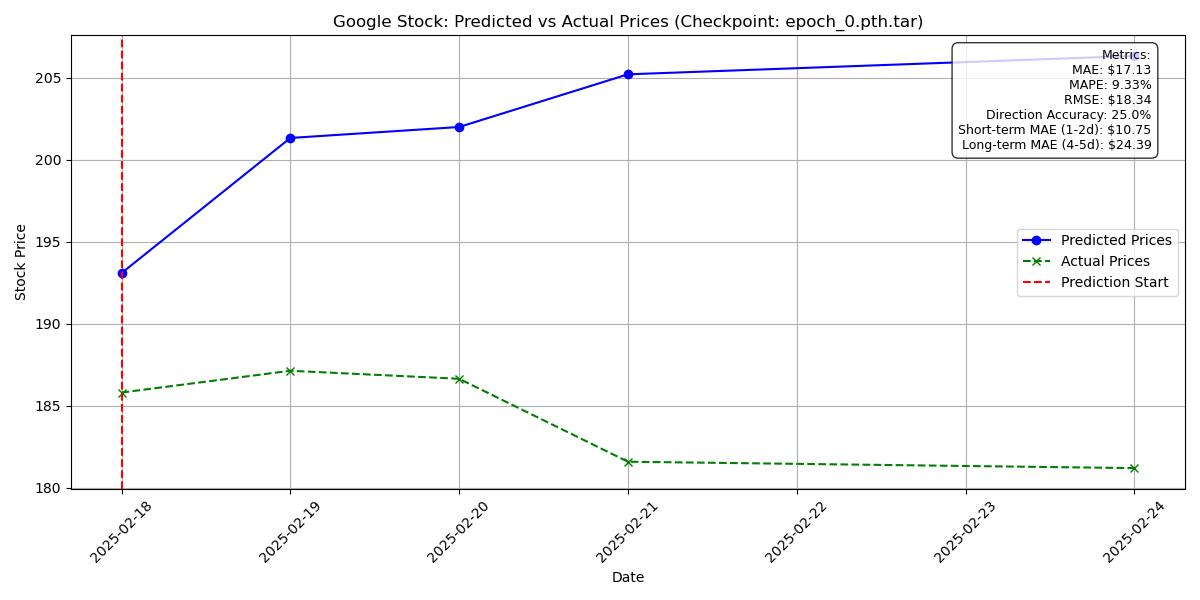 Google Stock: Predicted vs Actual Prices (Checkpoint: epoch_0.pth.tar)
Metrics:
MAE: $17.13
MAPE: 9.33%
RMSE: $18.34
Direction Accuracy: 25.0%
Short-term MAE (1-2d): $10.75
Long-term MAE (4-5d): $24.39
Predicted Prices
Actual Prices
Prediction Start
Stock Price
205
200
195
190
185
180
2025-02-18
2025-02-19
2025-02-20
2025-02-21
2025-02-22
2025-02-23
2025-02-24
Date